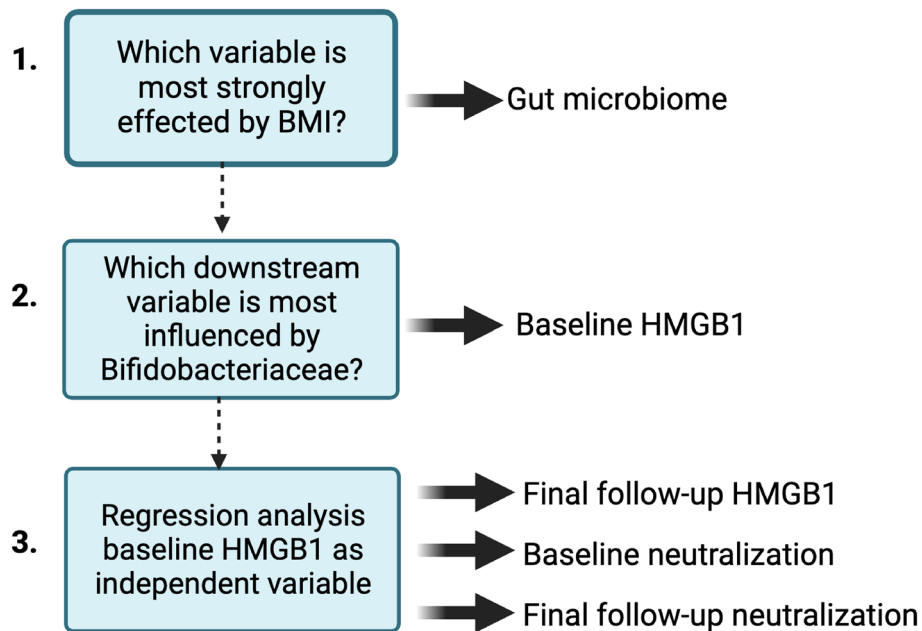 1.
Which variable is
most strongly
effected by BMI?
Gut microbiome
2.
Which downstream
variable is most
influenced by
Bifidobacteriaceae?
Baseline HMGB1
3.
Regression analysis
baseline HMGB1 as
independent variable
Final follow-up HMGB1
Baseline neutralization
Final follow-up neutralization